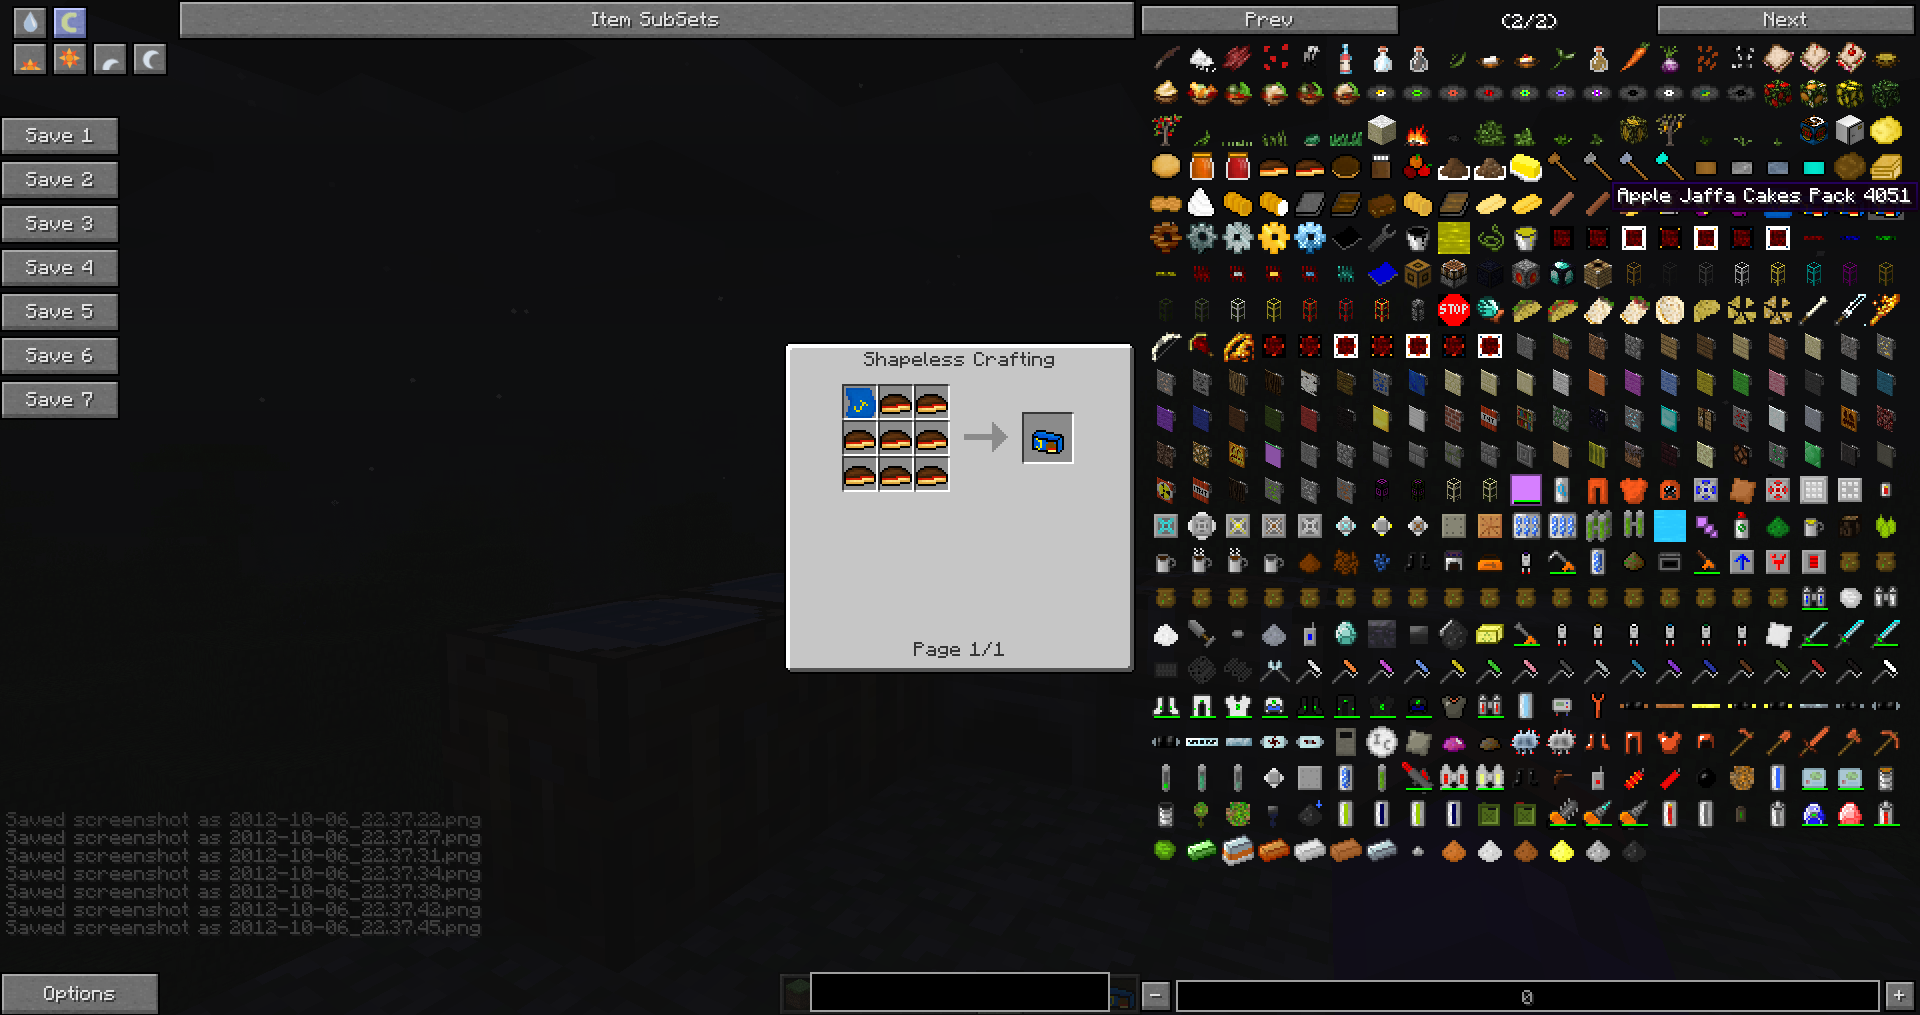 Item SubSets
Prev
(2/2)
Next
Save 1
Save 2
Save 3
Save 4
Save 5
Save 6
Save 7
Apple Jaffa Cakes Pack 4051
STOP
Shapeless Crafting
Page 1/1
Saved screenshot as 2012-10-06_22.37.22.png
Saved screenshot as 2012-10-06_22.37.27.png
Saved screenshot as 2012-10-06_22.37.31.png
Saved screenshot as 2012-10-06_22.37.34.png
Saved screenshot as 2012-10-06_22.37.38.png
Saved screenshot as 2012-10-06_22.37.42.png
Saved screenshot as 2012-10-06_22.37.45.png
Options
-
0
+